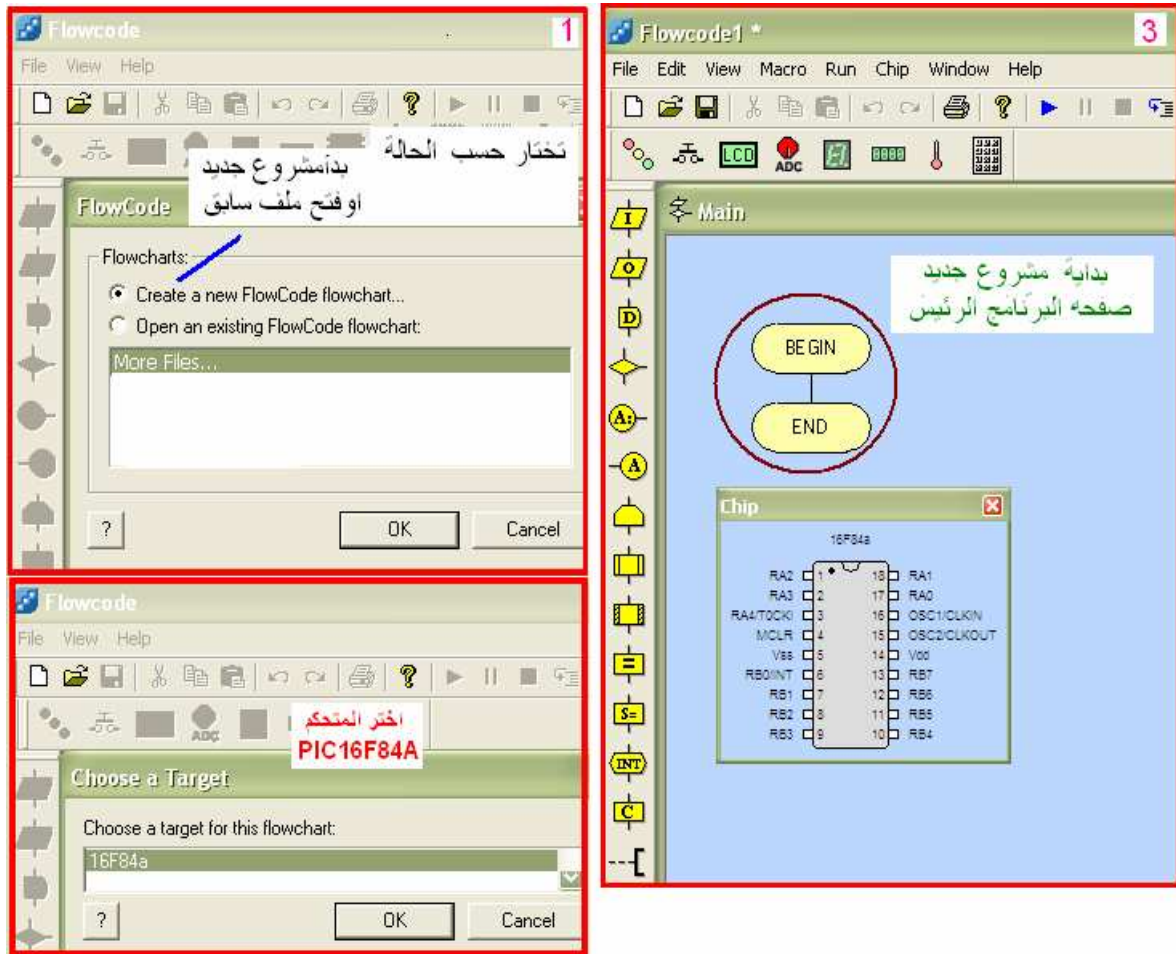 Flowcode
1
File View Help
ADC
تختار حسب الحالة
بدأمشروع جديد
او فتح ملف سابق
FlowCode
Flowcharts:
Create a new FlowCode flowchart...
Open an existing FlowCode flowchart:
More Files...
?
OK
Cancel
Flowcode
File View Help
ADC
اختر المتحكم
PIC16F84A
Choose a Target
Choose a target for this flowchart:
16F84a
?
OK
Cancel
Flowcode1 *
3
File Edit View Macro Run Chip Window Help
LCD
ADC
Main
بداية مشروع جديد
صفحه البرنامج الرئيس
BEGIN
END
I
O
D
A:
A
=
S=
INT
C
Chip
16F84a
RA2 1 18 RA1
RA3 2 17 RA0
RA4/T0CKI 3 16 OSC1/CLKIN
MCLR 4 15 OSC2/CLKOUT
Vss 5 14 Vdd
RB0/INT 6 13 RB7
RB1 7 12 RB6
RB2 8 11 RB5
RB3 9 10 RB4